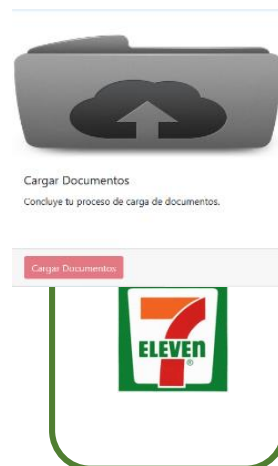 Cargar Documentos
Concluye tu proceso de carga de documentos.
Cargar Documentos
7
ELEVEn
®